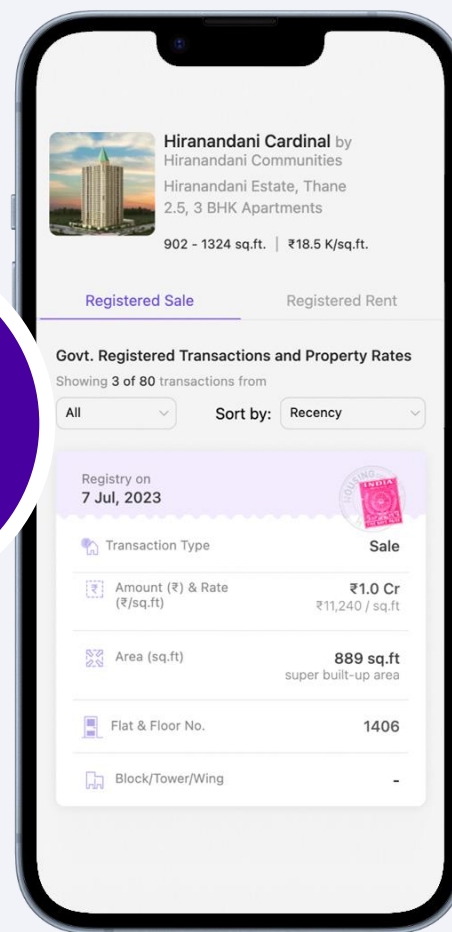 Hiranandani Cardinal by
Hiranandani Communities
Hiranandani Estate, Thane
2.5, 3 BHK Apartments
902 - 1324 sq.ft. | ₹18.5 K/sq.ft.
Registered Sale Registered Rent
Govt. Registered Transactions and Property Rates
Showing 3 of 80 transactions from
All Sort by: Recency
Registry on
7 Jul, 2023
HOUSING
INDIA
Transaction Type Sale
Amount (₹) & Rate ₹1.0 Cr
(₹/sq.ft) ₹11,240 / sq.ft
Area (sq.ft) 889 sq.ft
super built-up area
Flat & Floor No. 1406
Block/Tower/Wing -